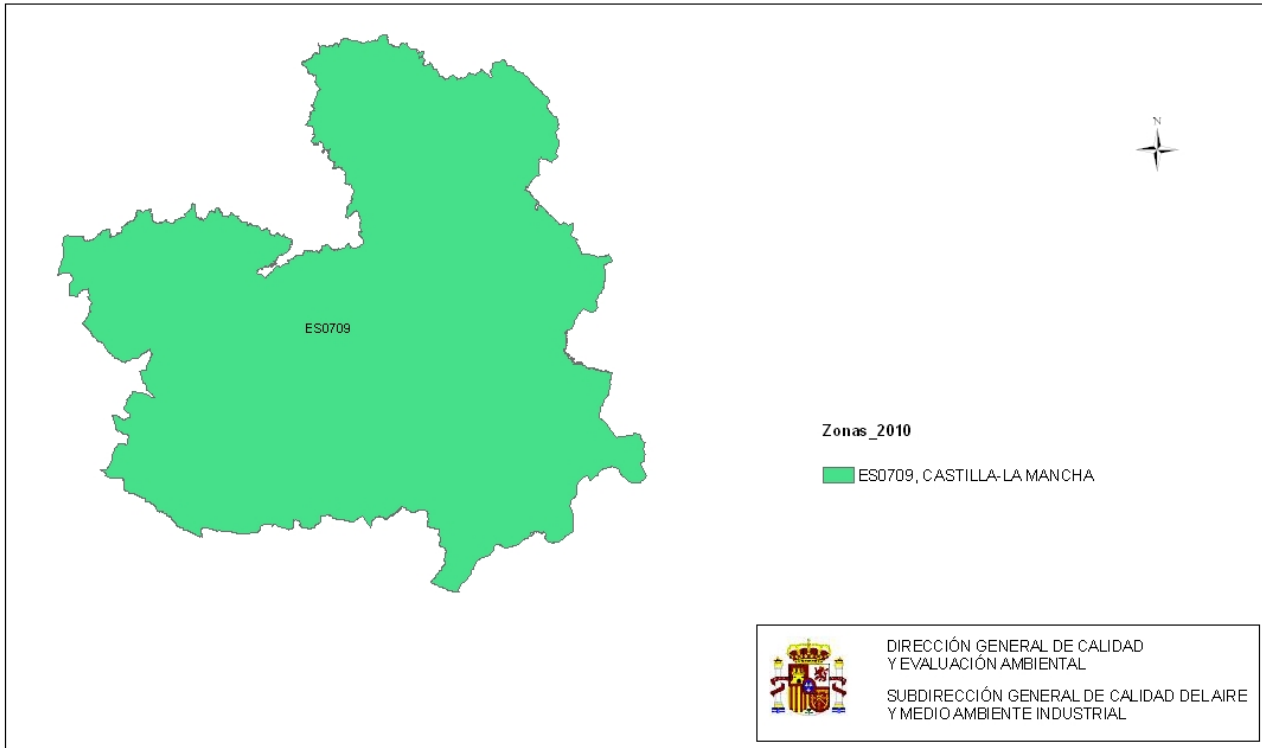 N
ES0709
Zonas_2010
ES0709, CASTILLA-LA MANCHA
DIRECCIÓN GENERAL DE CALIDAD
Y EVALUACIÓN AMBIENTAL
SUBDIRECCIÓN GENERAL DE CALIDAD DEL AIRE
Y MEDIO AMBIENTE INDUSTRIAL